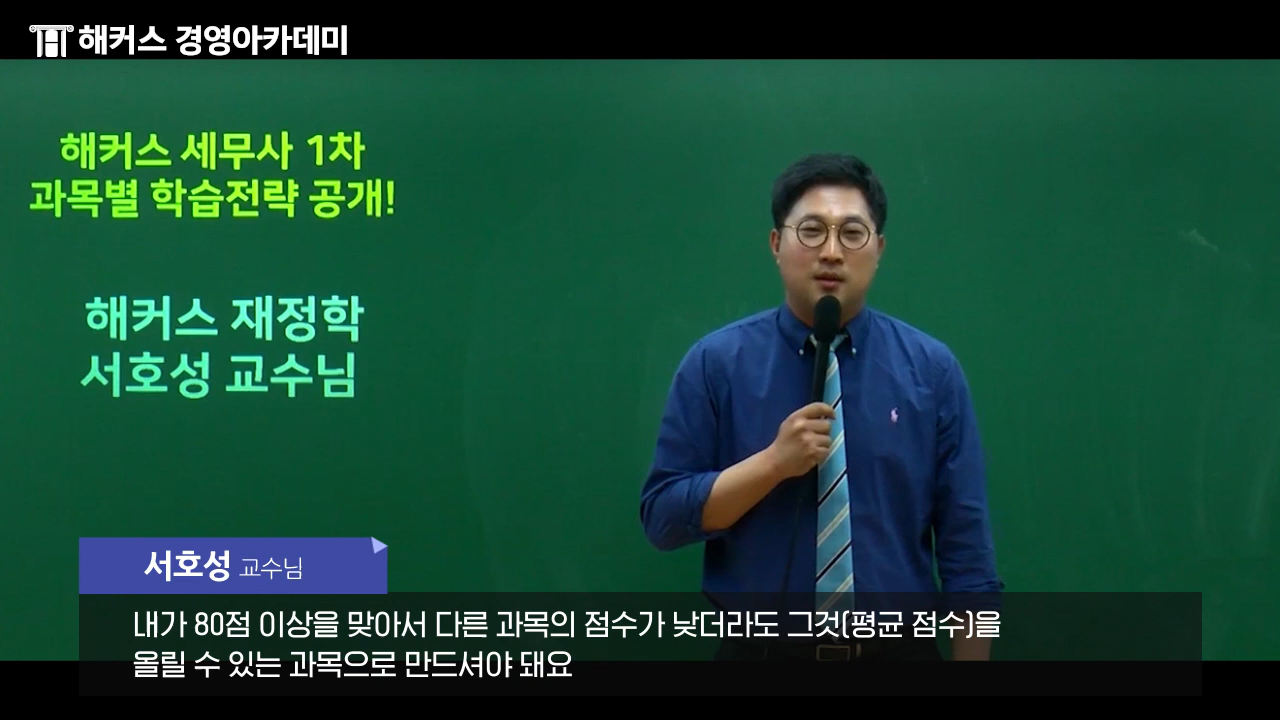 해커스 경영아카데미
해커스 세무사 1차
과목별 학습전략 공개!
해커스 재정학
서호성 교수님
서호성 교수님
내가 80점 이상을 맞아서 다른 과목의 점수가 낮더라도 그것(평균 점수)을
올릴 수 있는 과목으로 만드셔야 돼요